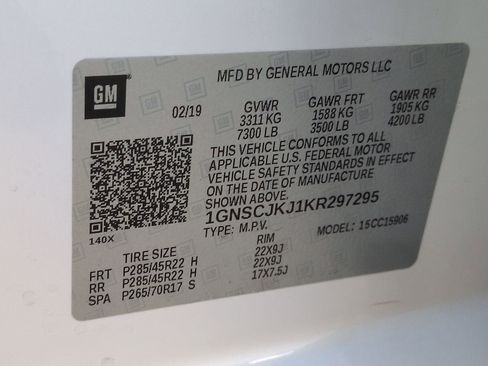 GM
MFD BY GENERAL MOTORS LLC
02/19 GVWR GAWR FRT GAWR RR
3311 KG 1588 KG 1905 KG
7300 LB 3500 LB 4200 LB
THIS VEHICLE CONFORMS TO ALL
APPLICABLE U.S. FEDERAL MOTOR
VEHICLE SAFETY STANDARDS IN EFFECT
ON THE DATE OF MANUFACTURE
SHOWN ABOVE.
1GNSCJKJ1KR297295
TYPE: M.P.V. MODEL: 15CC15906
140X
TIRE SIZE RIM
FRT P285/45R22 H 22X9J
RR P285/45R22 H 22X9J
SPA P265/70R17 S 17X7.5J